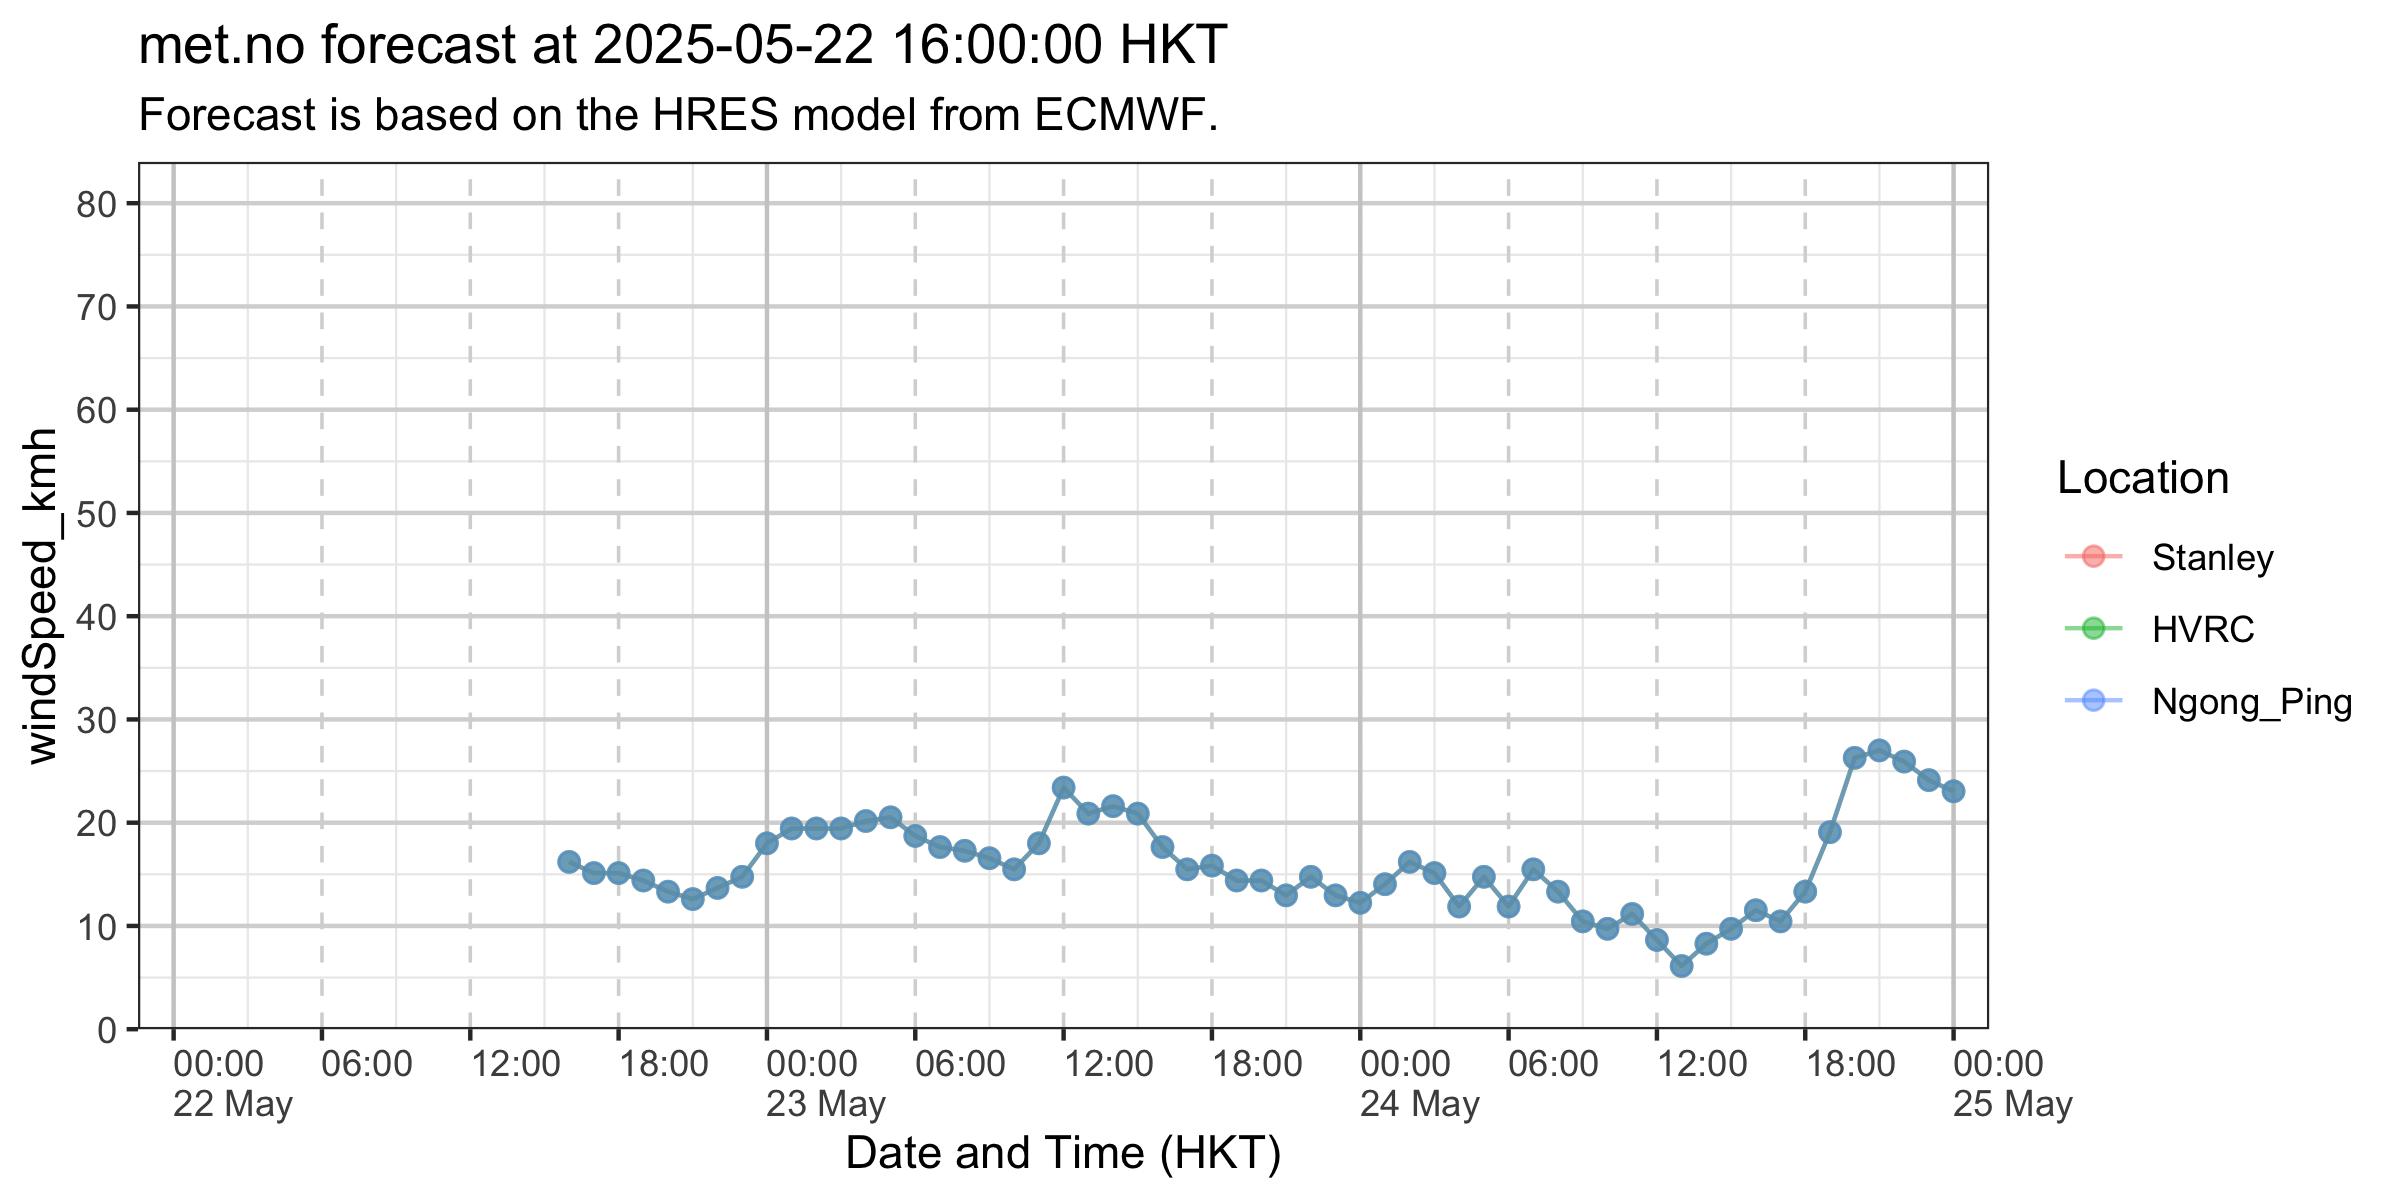 met.no forecast at 2025-05-22 16:00:00 HKT
Forecast is based on the HRES model from ECMWF.
windSpeed_kmh
80
70
60
50
40
30
20
10
0
00:00 06:00 12:00 18:00 00:00 06:00 12:00 18:00 00:00 06:00 12:00 18:00 00:00
22 May 23 May 24 May 25 May
Date and Time (HKT)
Location
Stanley
HVRC
Ngong_Ping